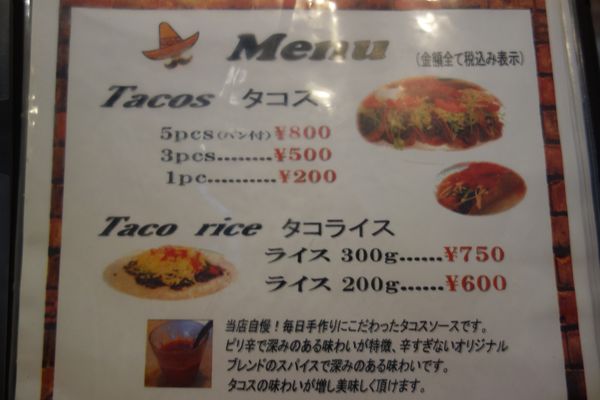 Menu
(金額全て税込み表示)
Tacos タコス
5pcs(パン付)¥800
3pcs.........¥500
1pc..........¥200
Taco rice タコライス
ライス 300g......¥750
ライス 200g......¥600
当店自慢!毎日手作りにこだわったタコスソースです。
ピリ辛で深みのある味わいが特徴、辛すぎないオリジナル
ブレンドのスパイスで深みのある味わいです。
タコスの味わいが増し美味しく頂けます。